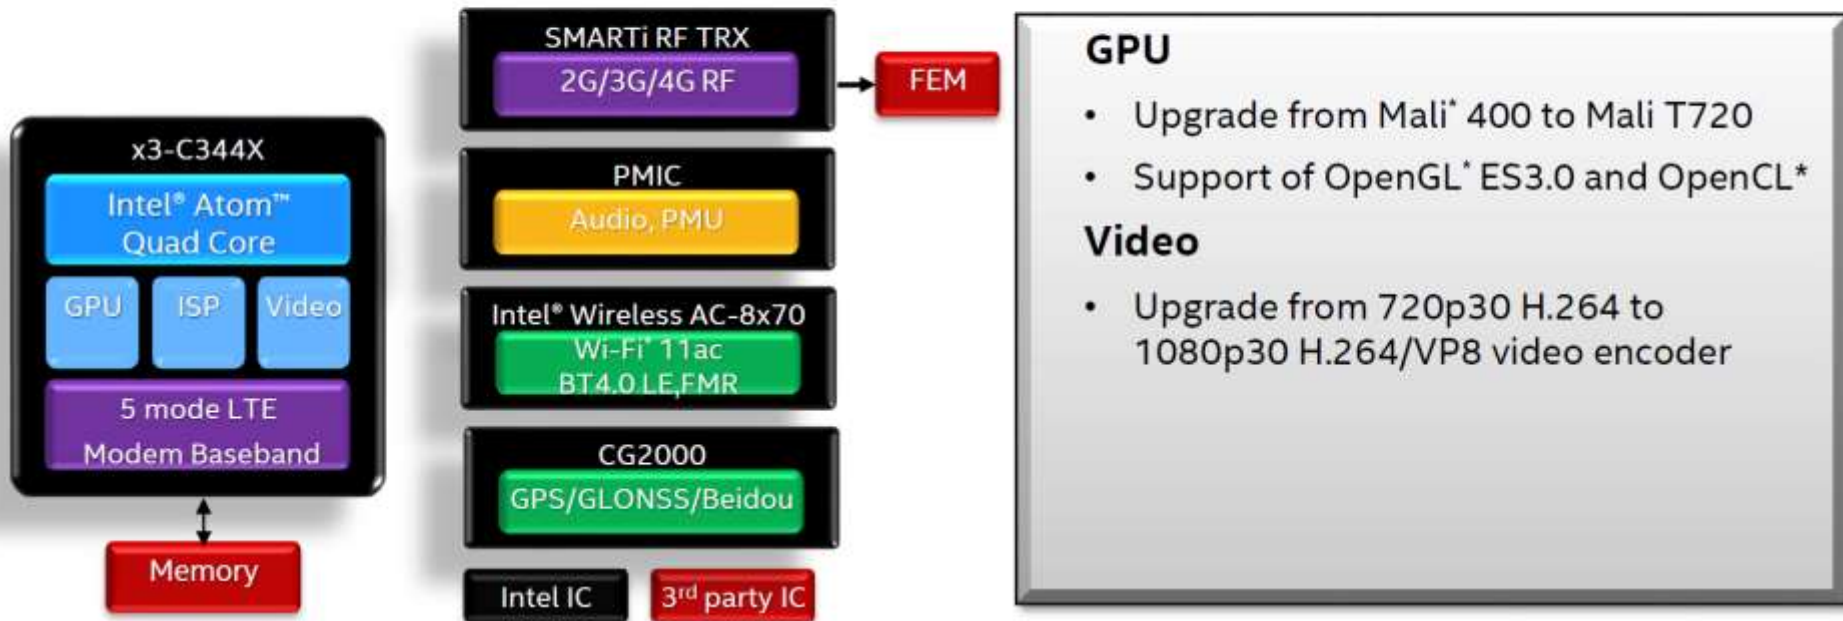 x3-C344X
Intel® Atom™
Quad Core
GPU
ISP
Video
5 mode LTE
Modem Baseband
Memory
SMARTi RF TRX
2G/3G/4G RF
FEM
PMIC
Audio, PMU
Intel® Wireless AC-8x70
Wi-Fi* 11ac
BT4.0 LE,FMR
CG2000
GPS/GLONSS/Beidou
Intel IC
3rd party IC
GPU
• Upgrade from Mali* 400 to Mali T720
• Support of OpenGL* ES3.0 and OpenCL*
Video
• Upgrade from 720p30 H.264 to
1080p30 H.264/VP8 video encoder